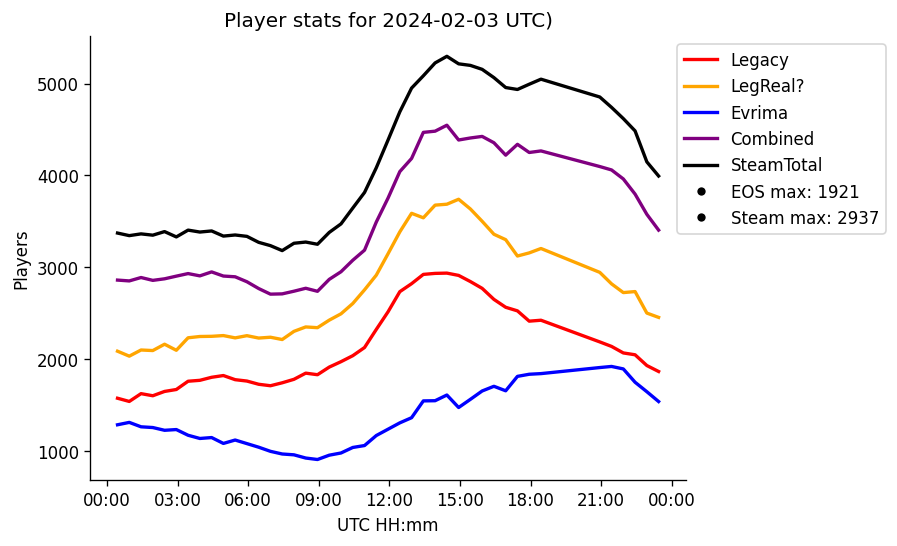 Player stats for 2024-02-03 UTC)
Players
5000
4000
3000
2000
1000
00:00 03:00 06:00 09:00 12:00 15:00 18:00 21:00 00:00
UTC HH:mm
Legacy
LegReal?
Evrima
Combined
SteamTotal
EOS max: 1921
Steam max: 2937